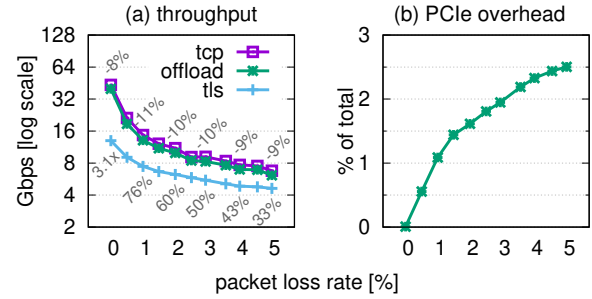 (a) throughput
Gbps [log scale]
128
64
32
16
8
4
2
tcp
offload
tls
-8%
-11%
-10%
-10%
-9%
-9%
3.1x
76%
60%
50%
43%
33%
0 1 2 3 4 5
(b) PCIe overhead
% of total
3
2
1
0
0 1 2 3 4 5
packet loss rate [%]